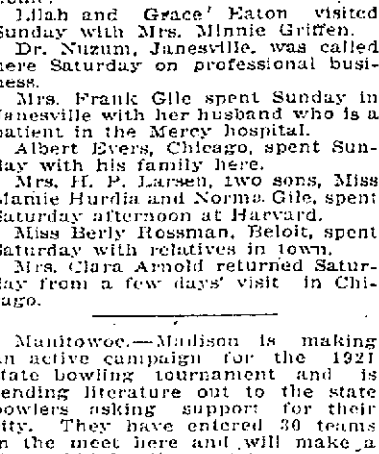 Lilah and Grace Eaton visited
Sunday with Mrs. Minnie Griffen.
Dr. Nuzum, Janesville, was called
here Saturday on professional busi-
ness.
Mrs. Frank Gile spent Sunday in
Janesville with her husband who is a
patient in the Mercy hospital.
Albert Evers, Chicago, spent Sun-
day with his family here.
Mrs. H. P. Larsen, two sons, Miss
Mamie Hurdia and Norma Gile, spent
Saturday afternoon at Harvard.
Miss Berly Rossman, Beloit, spent
Saturday with relatives in town.
Mrs. Clara Arnold returned Satur-
day from a few days' visit in Chi-
cago.
Manitowoc.—Madison is making
an active campaign for the 1921
state bowling tournament and is
sending literature out to the state
bowlers asking support for their
city. They have entered 30 teams
in the meet here and will make a